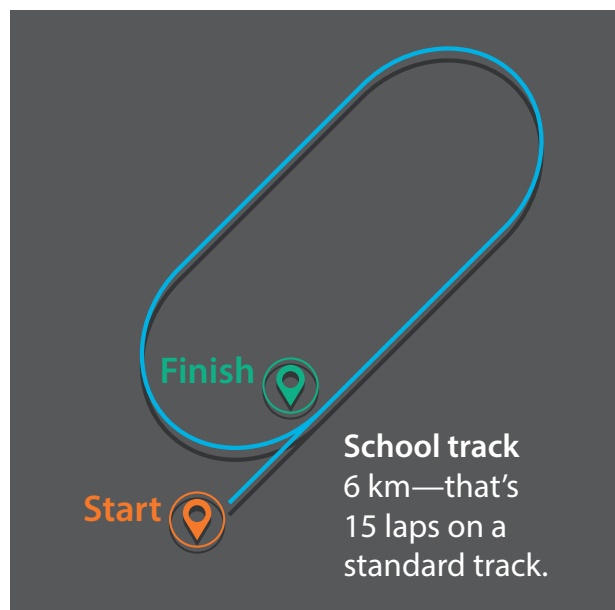 Finish
Start
School track
6 km—that's
15 laps on a
standard track.